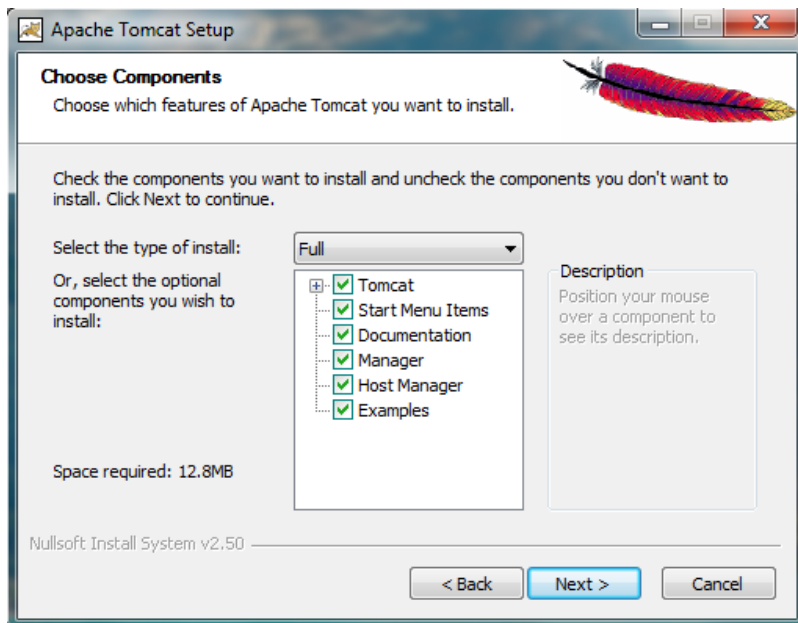 Apache Tomcat Setup
Choose Components
Choose which features of Apache Tomcat you want to install.
Check the components you want to install and uncheck the components you don't want to
install. Click Next to continue.
Select the type of install:
Full
Or, select the optional
components you wish to
install:
Tomcat
Start Menu Items
Documentation
Manager
Host Manager
Examples
Description
Position your mouse
over a component to
see its description.
Space required: 12.8MB
Nullsoft Install System v2.50
< Back
Next >
Cancel